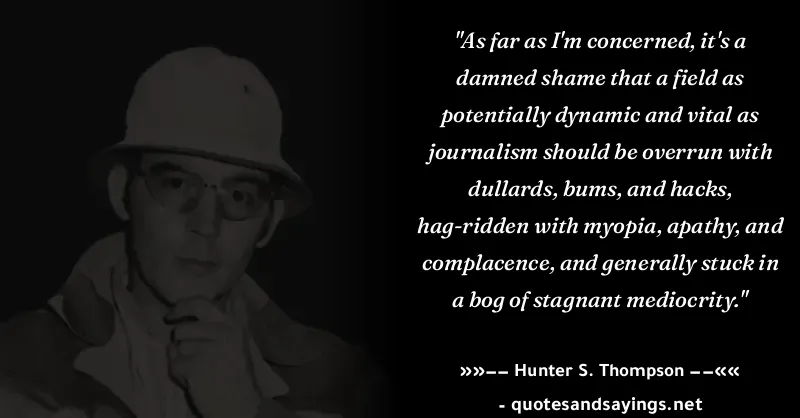 "As far as I'm concerned, it's a
damned shame that a field as
potentially dynamic and vital as
journalism should be overrun with
dullards, bums, and hacks,
hag-ridden with myopia, apathy, and
complacence, and generally stuck in
a bog of stagnant mediocrity."
»»–– Hunter S. Thompson ––««
- quotesandsayings.net